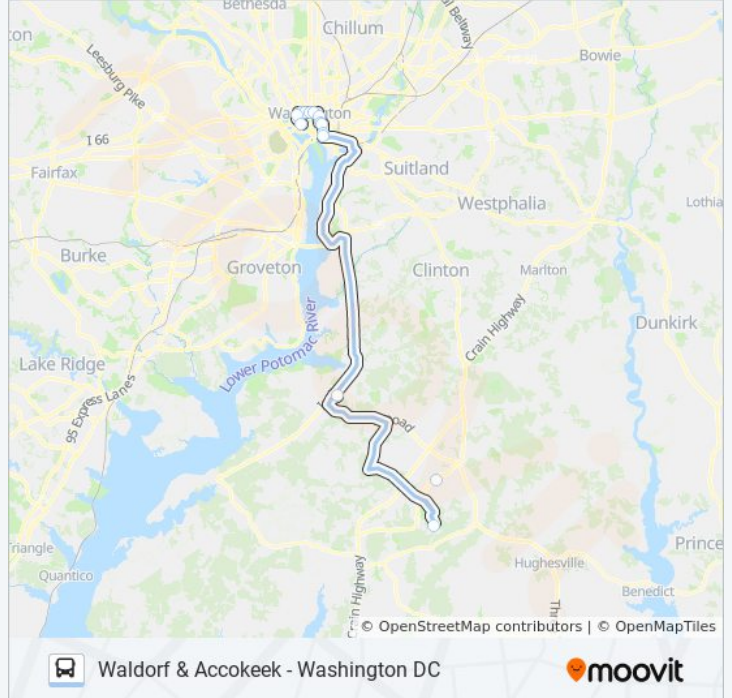 Bethesda
Chillum
ton
Leesburg Pike
Bowie
Washington
I 66
Suitland
Fairfax
Westphalia
Lothia
Burke
Groveton
Clinton
Marlton
Crain Highway
Dunkirk
Lower Potomac River
Lake Ridge
95 Express Lanes
oad
Prince
riangle
Quantico
Hughesville
Benedict
Crain Highway
© OpenStreetMap contributors | © OpenMapTiles
Waldorf & Accokeek - Washington DC
moovit